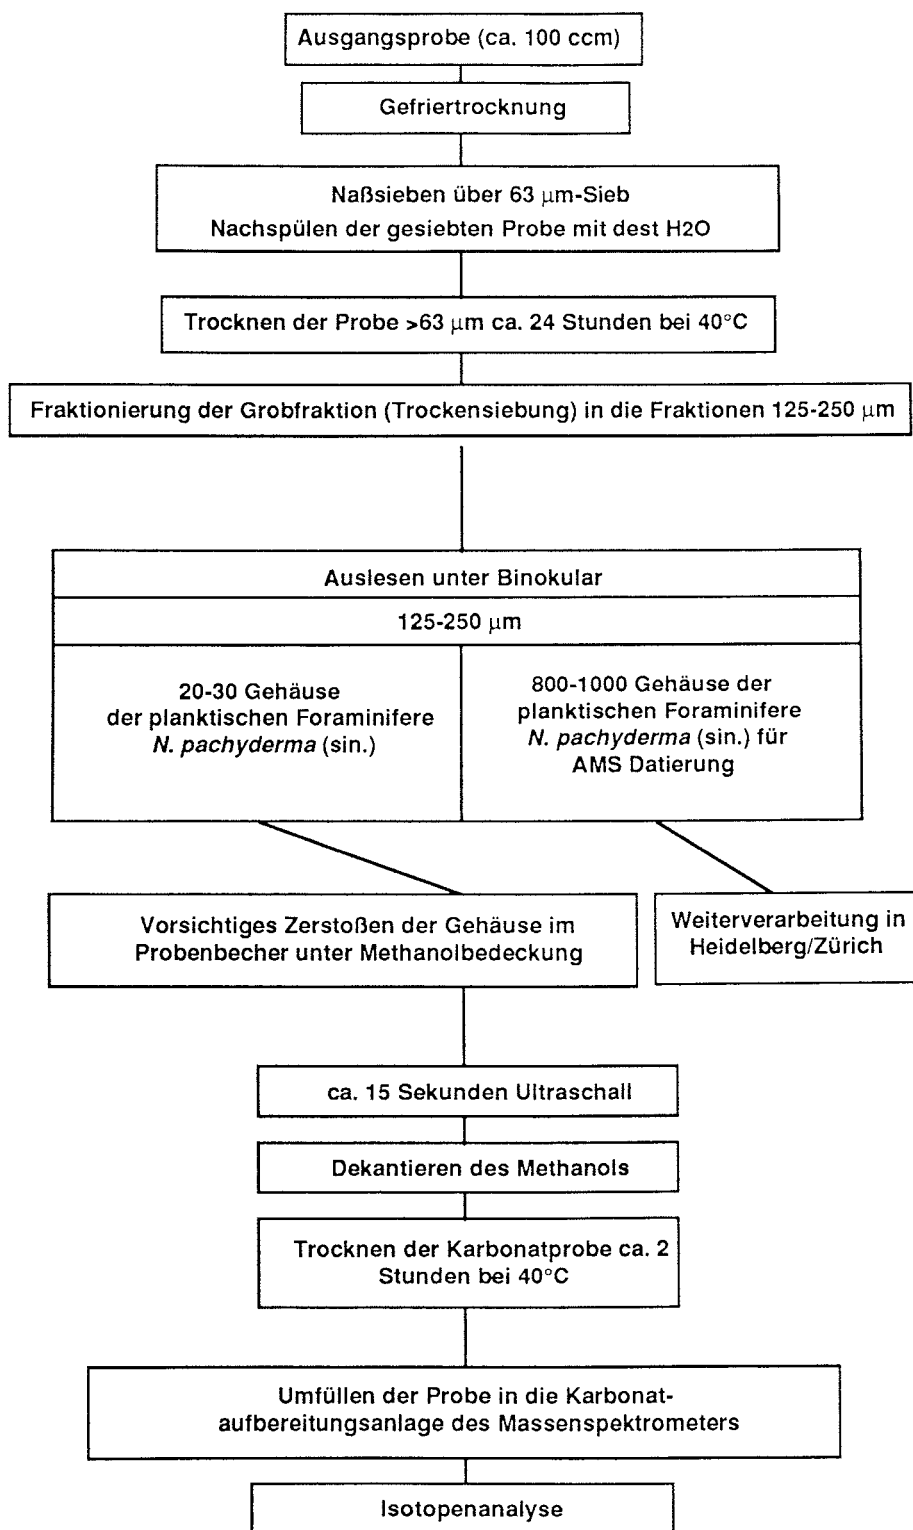 Ausgangsprobe (ca. 100 ccm)
Gefriertrocknung
Naßsieben über 63 µm-Sieb
Nachspülen der gesiebten Probe mit dest H2O
Trocknen der Probe >63 µm ca. 24 Stunden bei 40°C
Fraktionierung der Grobfraktion (Trockensiebung) in die Fraktionen 125-250 µm
Auslesen unter Binokular
125-250 µm
20-30 Gehäuse
der planktischen Foraminifere
N. pachyderma (sin.)
800-1000 Gehäuse der
planktischen Foraminifere
N. pachyderma (sin.) für
AMS Datierung
Vorsichtiges Zerstoßen der Gehäuse im
Probenbecher unter Methanolbedeckung
Weiterverarbeitung in
Heidelberg/Zürich
ca. 15 Sekunden Ultraschall
Dekantieren des Methanols
Trocknen der Karbonatprobe ca. 2
Stunden bei 40°C
Umfüllen der Probe in die Karbonat-
aufbereitungsanlage des Massenspektrometers
Isotopenanalyse